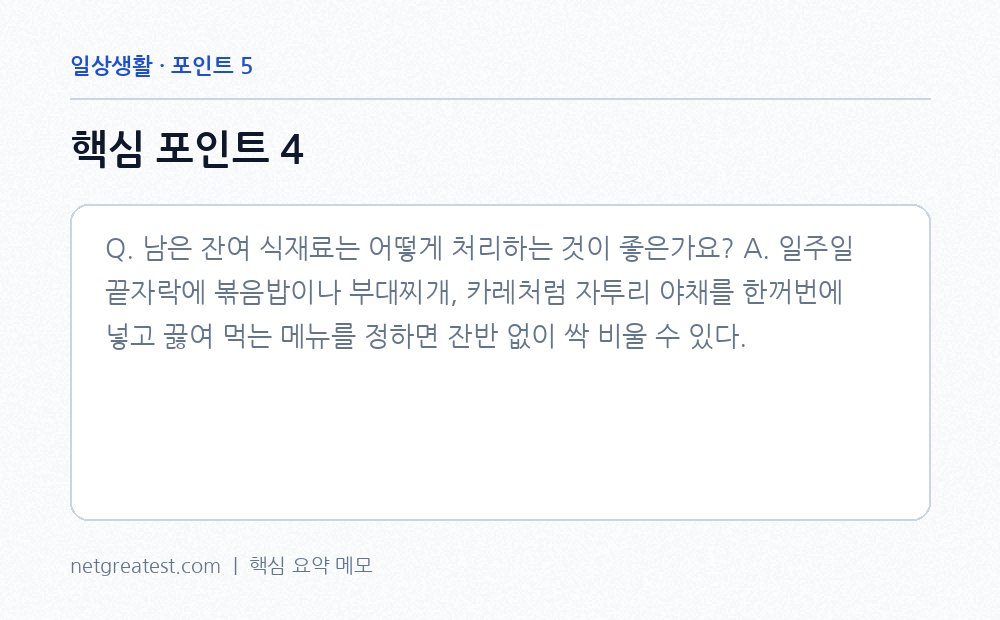 일상생활 · 포인트 5
핵심 포인트 4
Q. 남은 잔여 식재료는 어떻게 처리하는 것이 좋은가요? A. 일주일
끝자락에 볶음밥이나 부대찌개, 카레처럼 자투리 야채를 한꺼번에
넣고 끓여 먹는 메뉴를 정하면 잔반 없이 싹 비울 수 있다.
netgreatest.com | 핵심 요약 메모